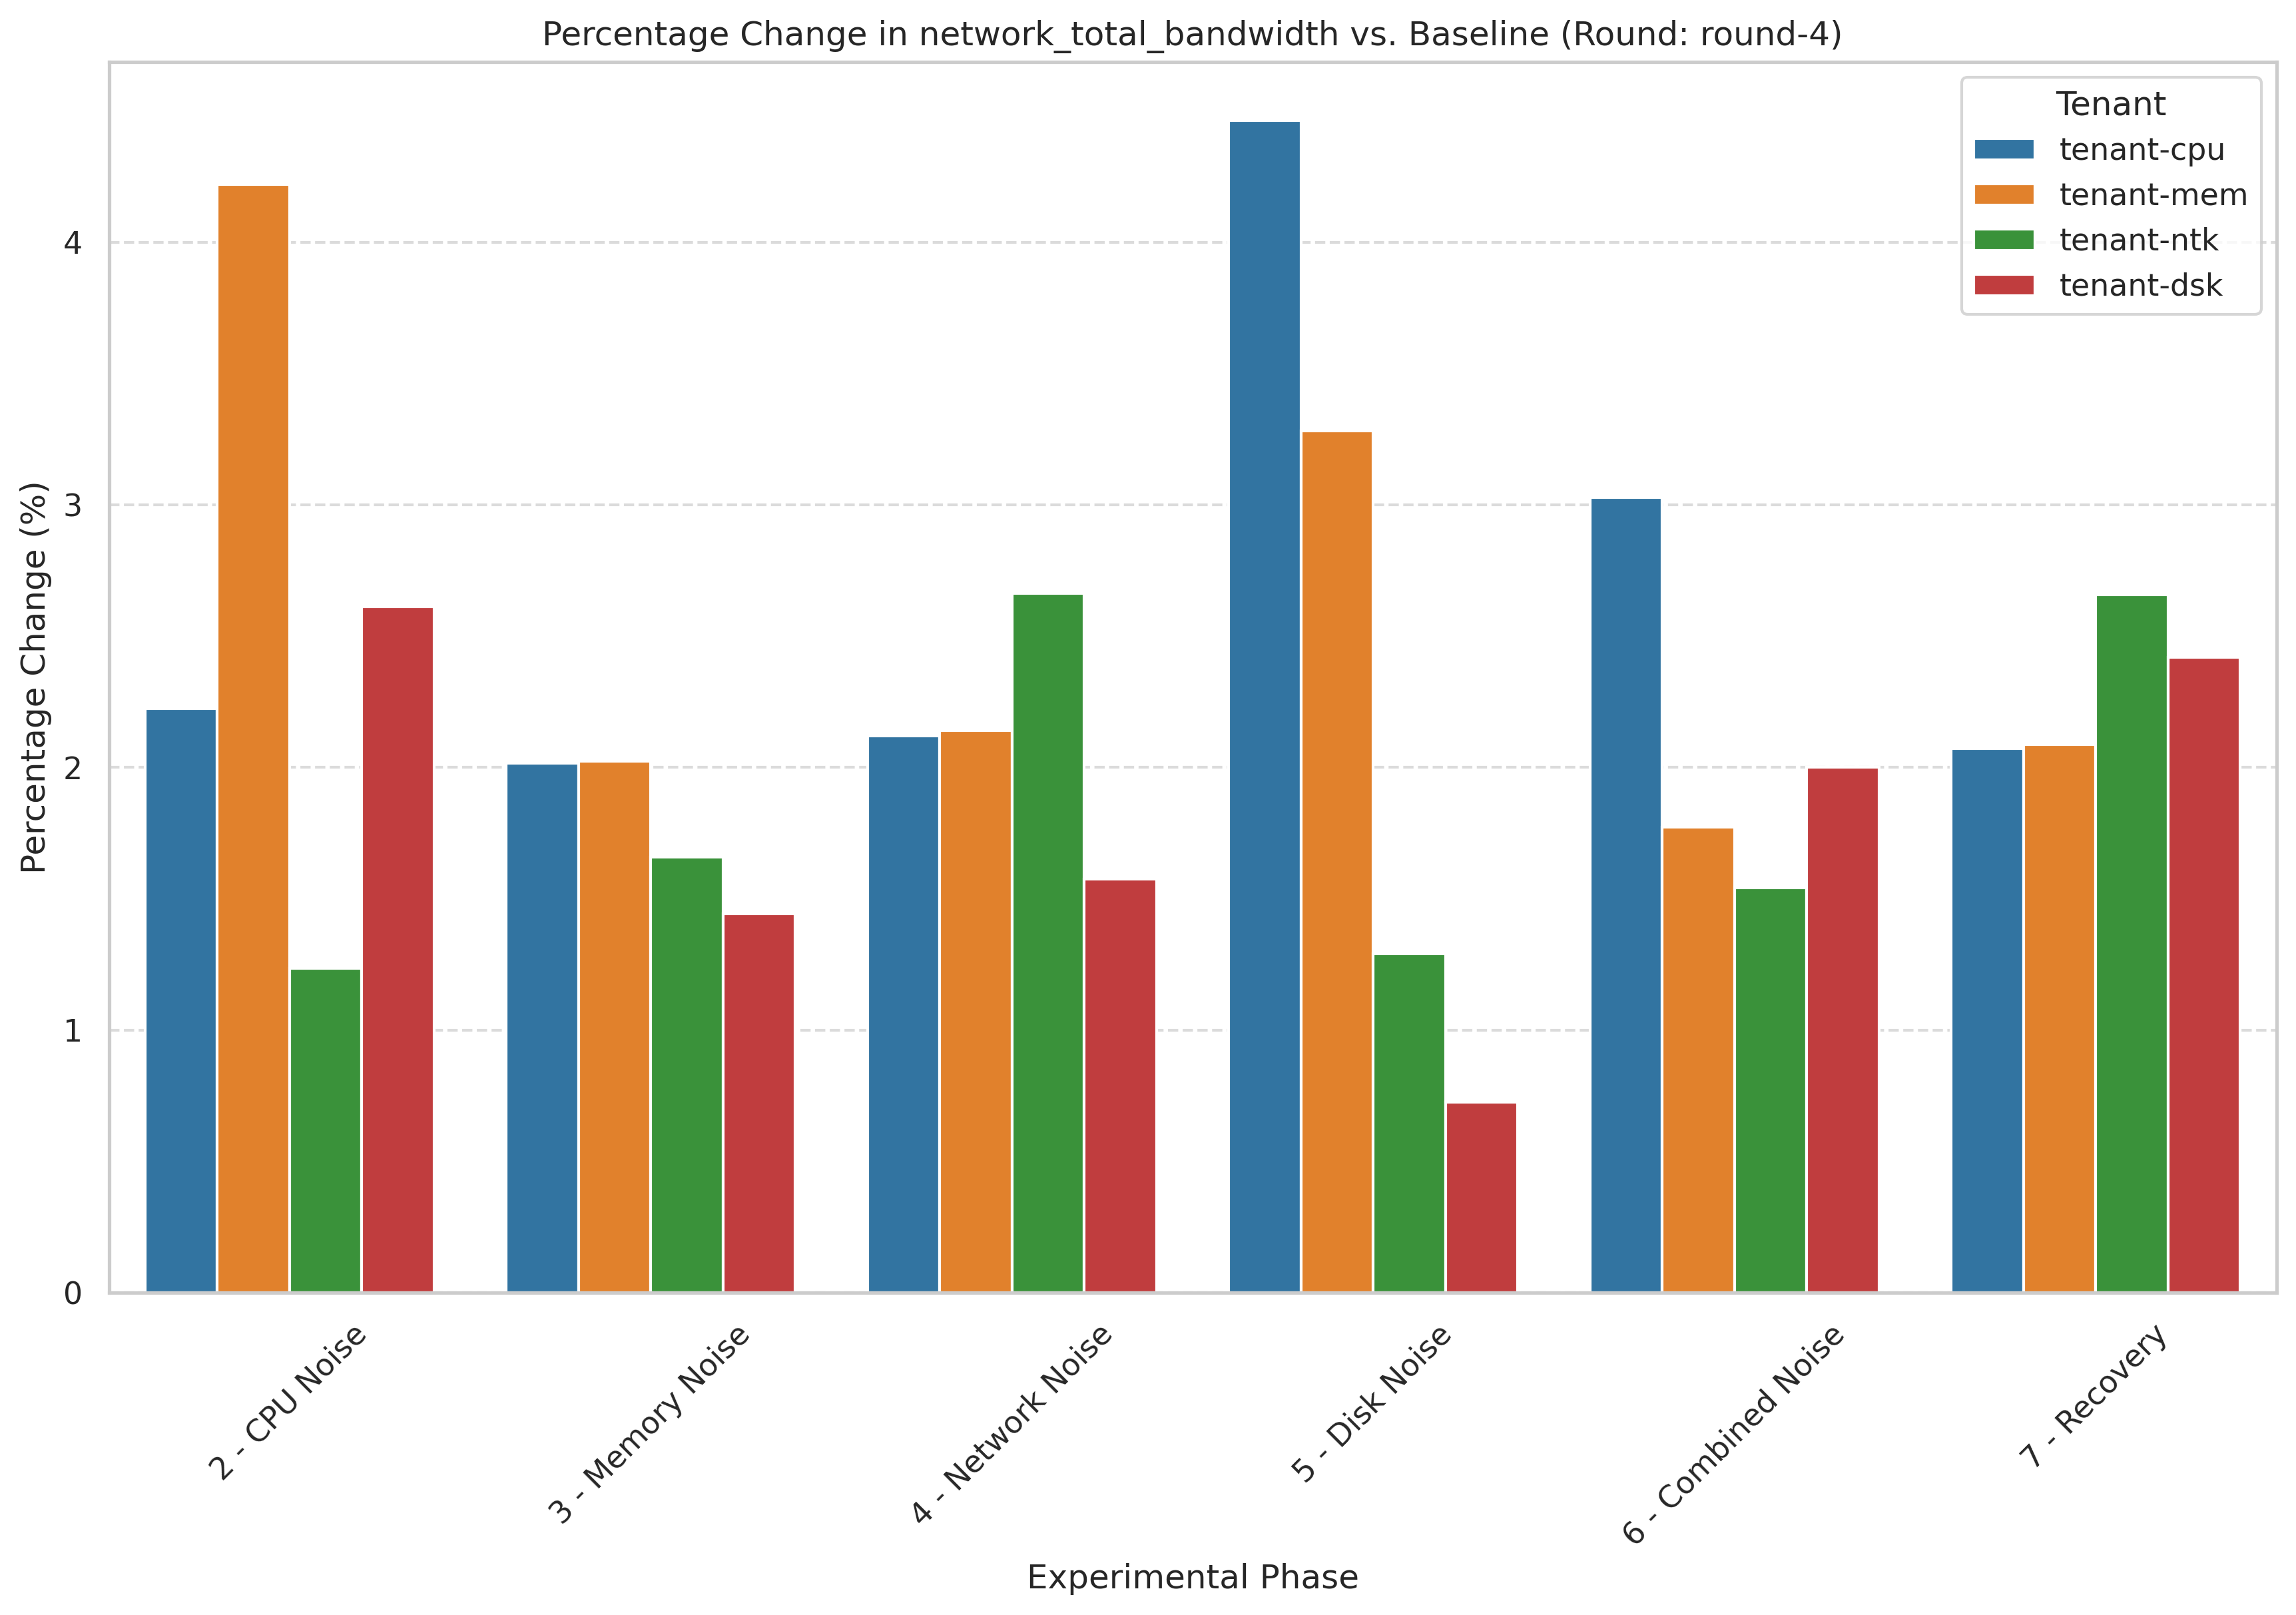 Percentage Change in network_total_bandwidth vs. Baseline (Round: round-4)
Tenant
tenant-cpu
tenant-mem
tenant-ntk
tenant-dsk
Percentage Change (%)
4
3
2
1
0
2 - CPU Noise
3 - Memory Noise
4 - Network Noise
5 - Disk Noise
6 - Combined Noise
7 - Recovery
Experimental Phase